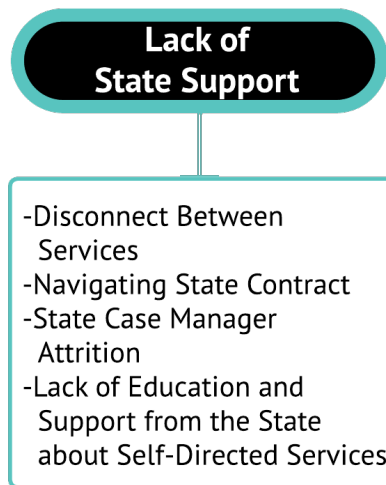 Lack of
State Support
-Disconnect Between
Services
-Navigating State Contract
-State Case Manager
Attrition
-Lack of Education and
Support from the State
about Self-Directed Services